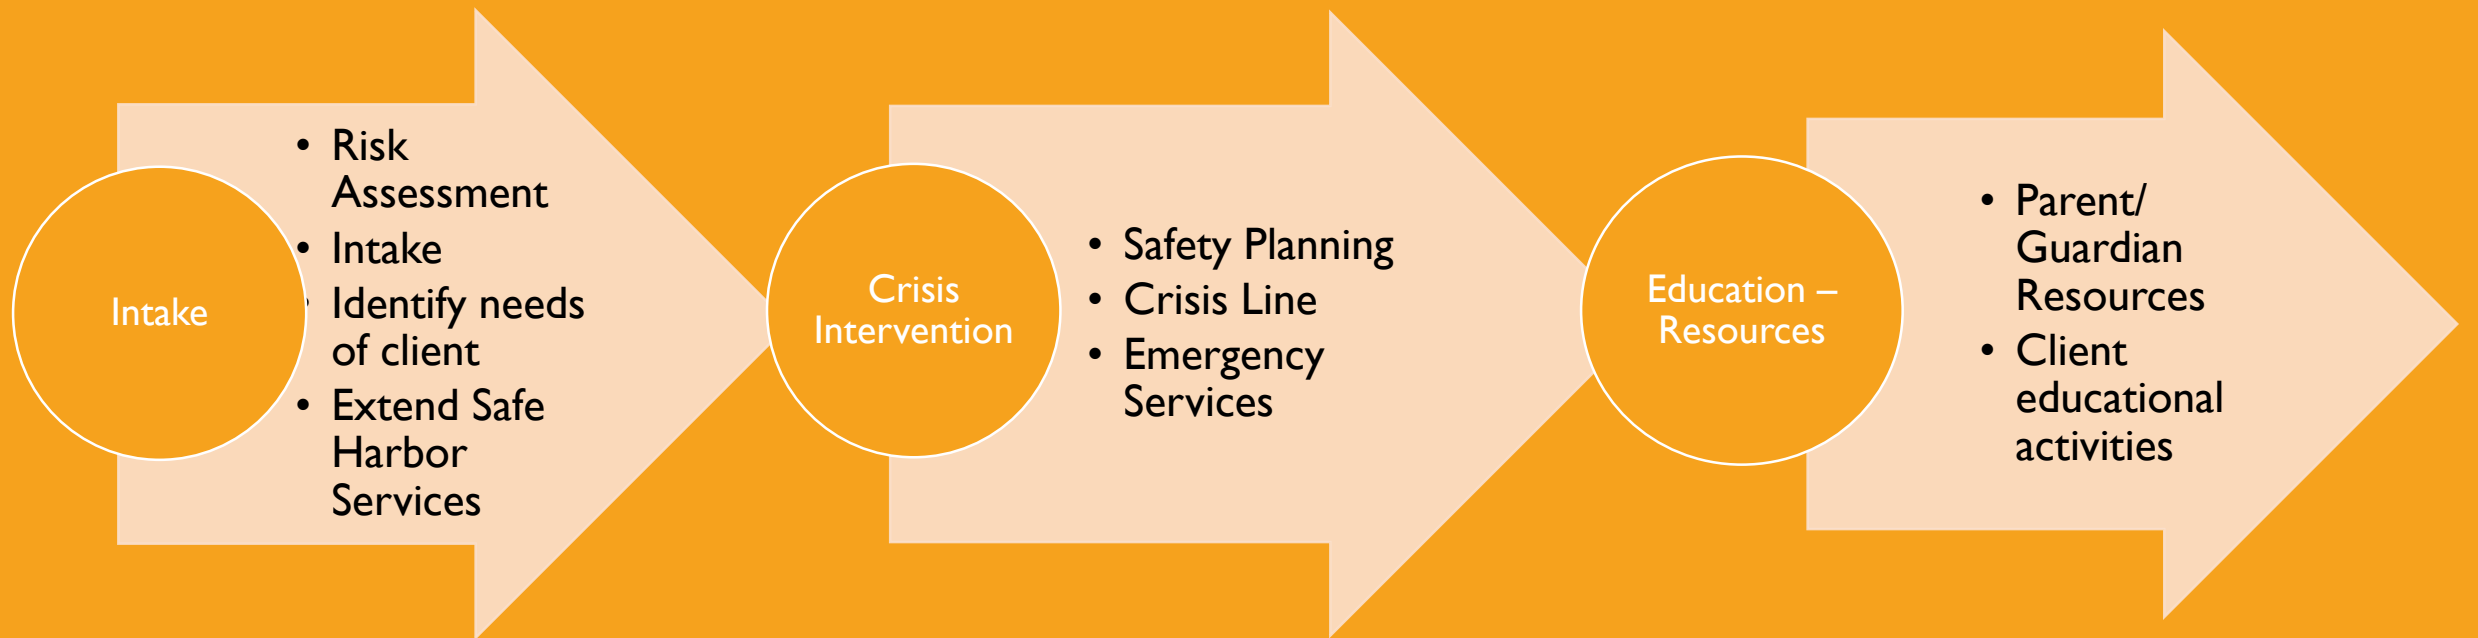 Intake
• Risk
Assessment
• Intake
• Identify needs
of client
• Extend Safe
Harbor
Services
Crisis
Intervention
• Safety Planning
• Crisis Line
• Emergency
Services
Education –
Resources
• Parent/
Guardian
Resources
• Client
educational
activities